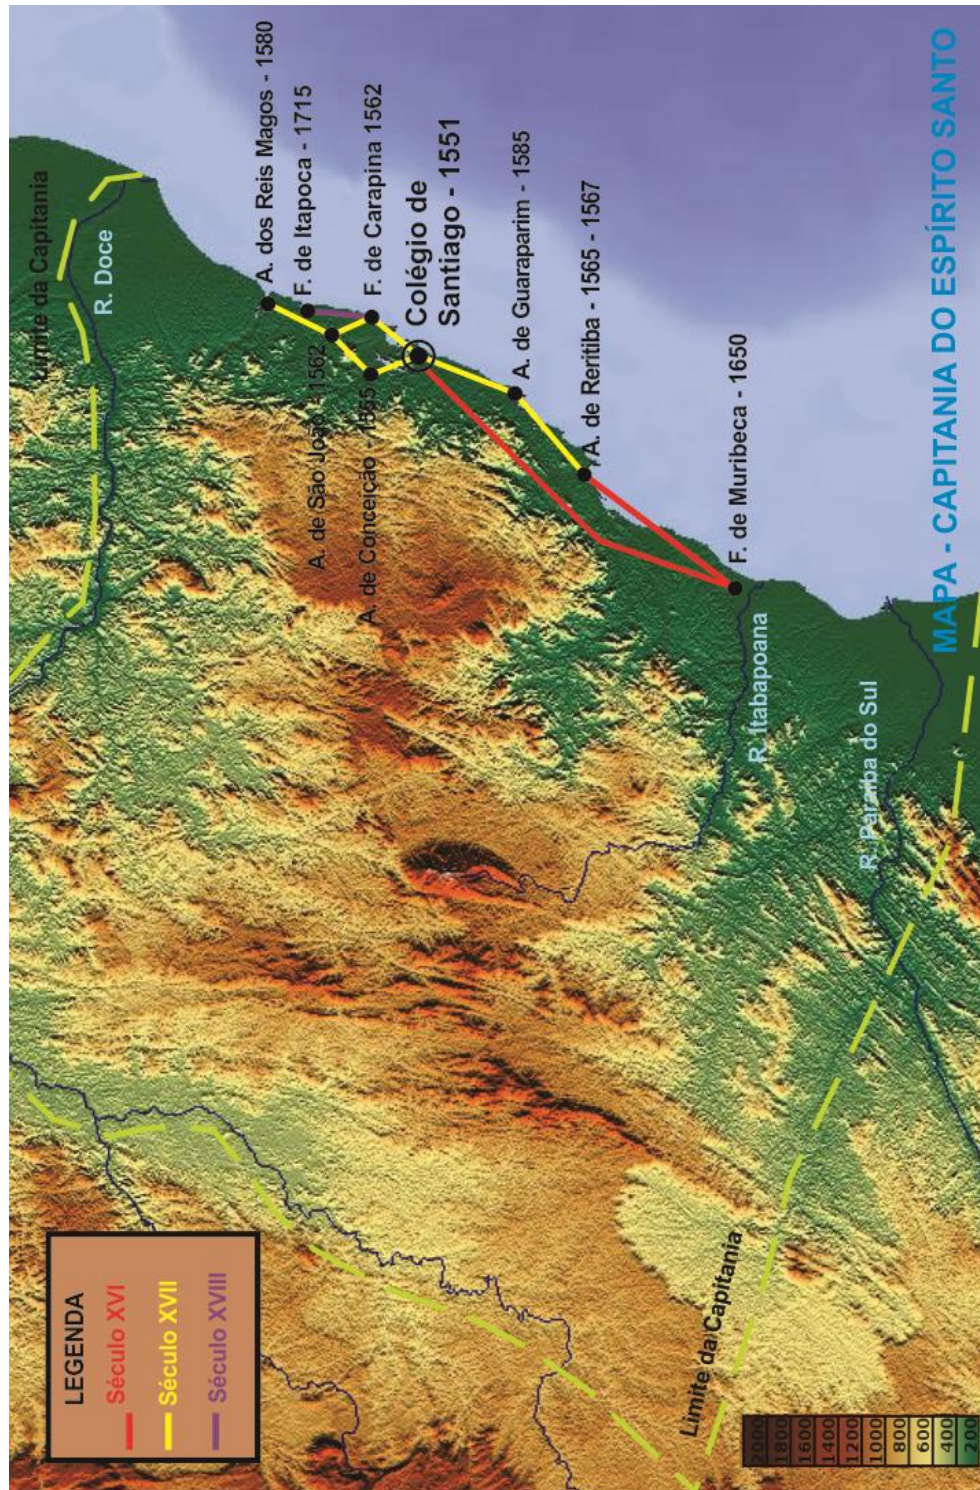 MAPA - CAPITANIA DO ESPÍRITO SANTO
Limite da Capitania
R. Doce
A. dos Reis Magos - 1580
F. de Itapoca - 1715
F. de Carapina 1562
Colégio de
Santiago - 1551
A. de Guaraparim - 1585
A. de Reritiba - 1565 - 1567
F. de Muribeca - 1650
A. de São João - 1562
A. de Conceição - 1565
R. Itabapoana
R. Paraiba do Sul
Limite da Capitania
LEGENDA
Século XVI
Século XVII
Século XVIII
2000
1800
1600
1400
1200
1000
800
600
400
200